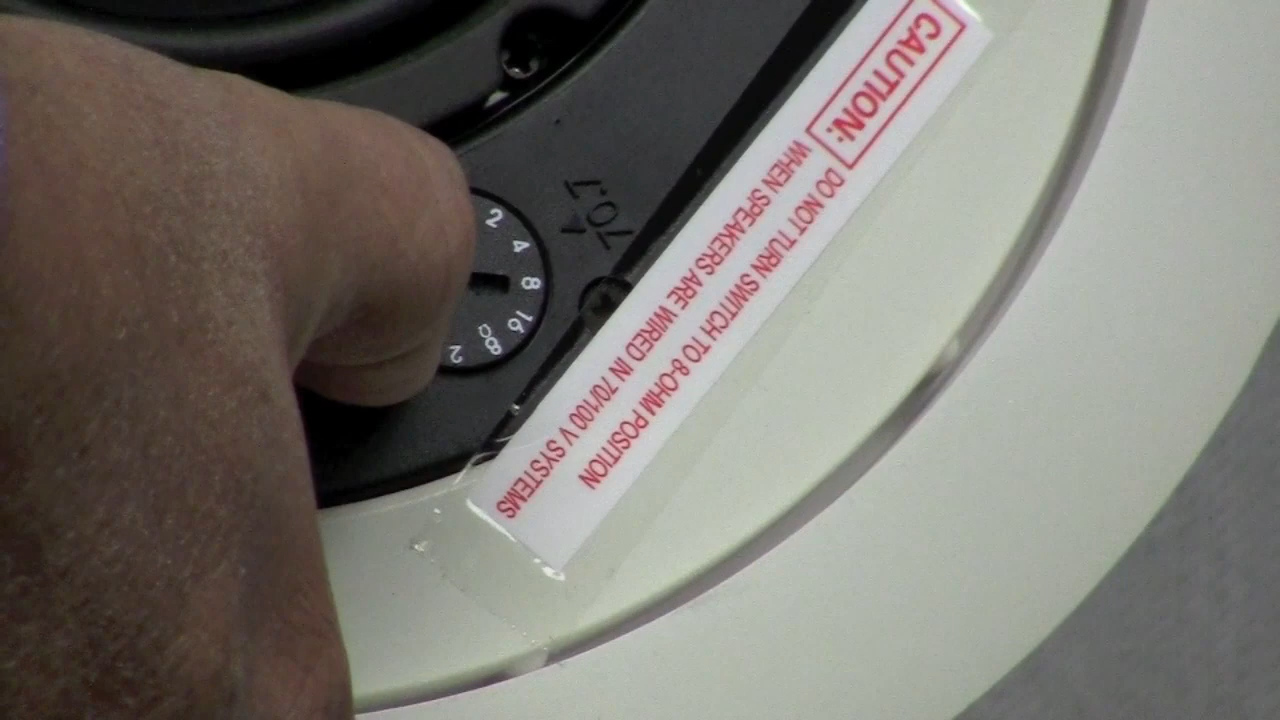 CAUTION: DO NOT TURN SWITCH TO 8-OHM POSITION
WHEN SPEAKERS ARE WIRED IN 70/100 V SYSTEMS
70.7
2
4
8
16
8Ω
2